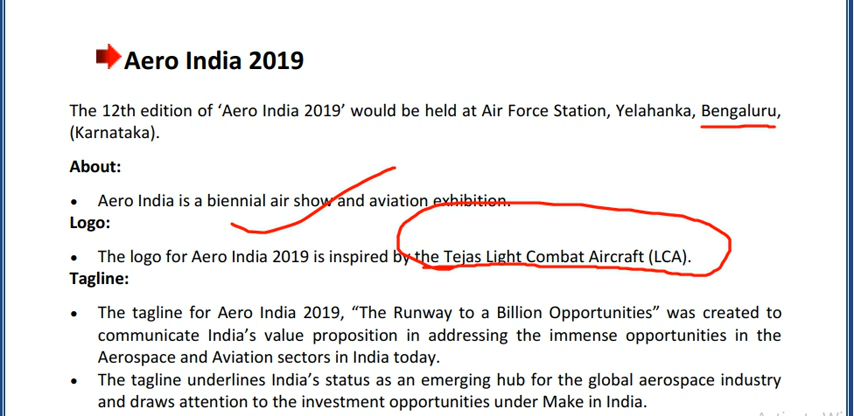 Aero India 2019
The 12th edition of ‘Aero India 2019’ would be held at Air Force Station, Yelahanka, Bengaluru,
(Karnataka).
About:
• Aero India is a biennial air show and aviation exhibition.
Logo:
• The logo for Aero India 2019 is inspired by the Tejas Light Combat Aircraft (LCA).
Tagline:
• The tagline for Aero India 2019, “The Runway to a Billion Opportunities” was created to
communicate India’s value proposition in addressing the immense opportunities in the
Aerospace and Aviation sectors in India today.
• The tagline underlines India’s status as an emerging hub for the global aerospace industry
and draws attention to the investment opportunities under Make in India.